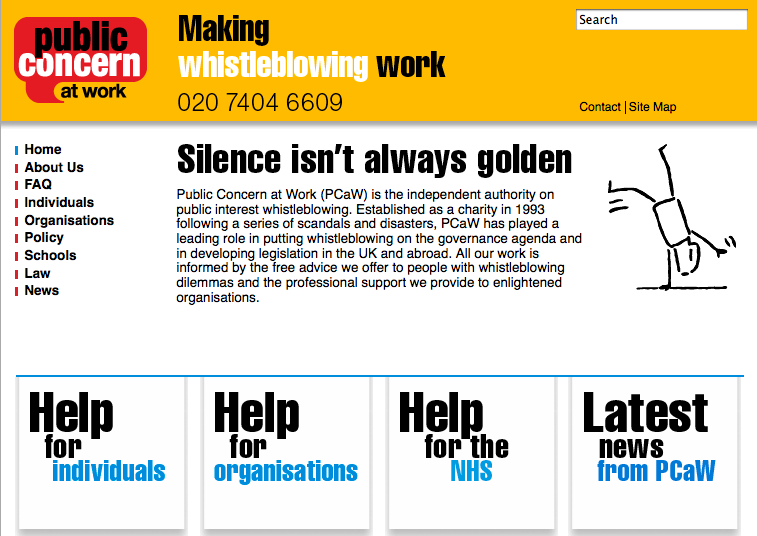 public
concern
at work
Making
whistleblowing work
020 7404 6609
Search
Contact | Site Map
Home
About Us
FAQ
Individuals
Organisations
Policy
Schools
Law
News
Silence isn't always golden
Public Concern at Work (PCaW) is the independent authority on
public interest whistleblowing. Established as a charity in 1993
following a series of scandals and disasters, PCaW has played a
leading role in putting whistleblowing on the governance agenda and
in developing legislation in the UK and abroad. All our work is
informed by the free advice we offer to people with whistleblowing
dilemmas and the professional support we provide to enlightened
organisations.
Help
for
individuals
Help
for
organisations
Help
for the
NHS
Latest
news
from PCaW